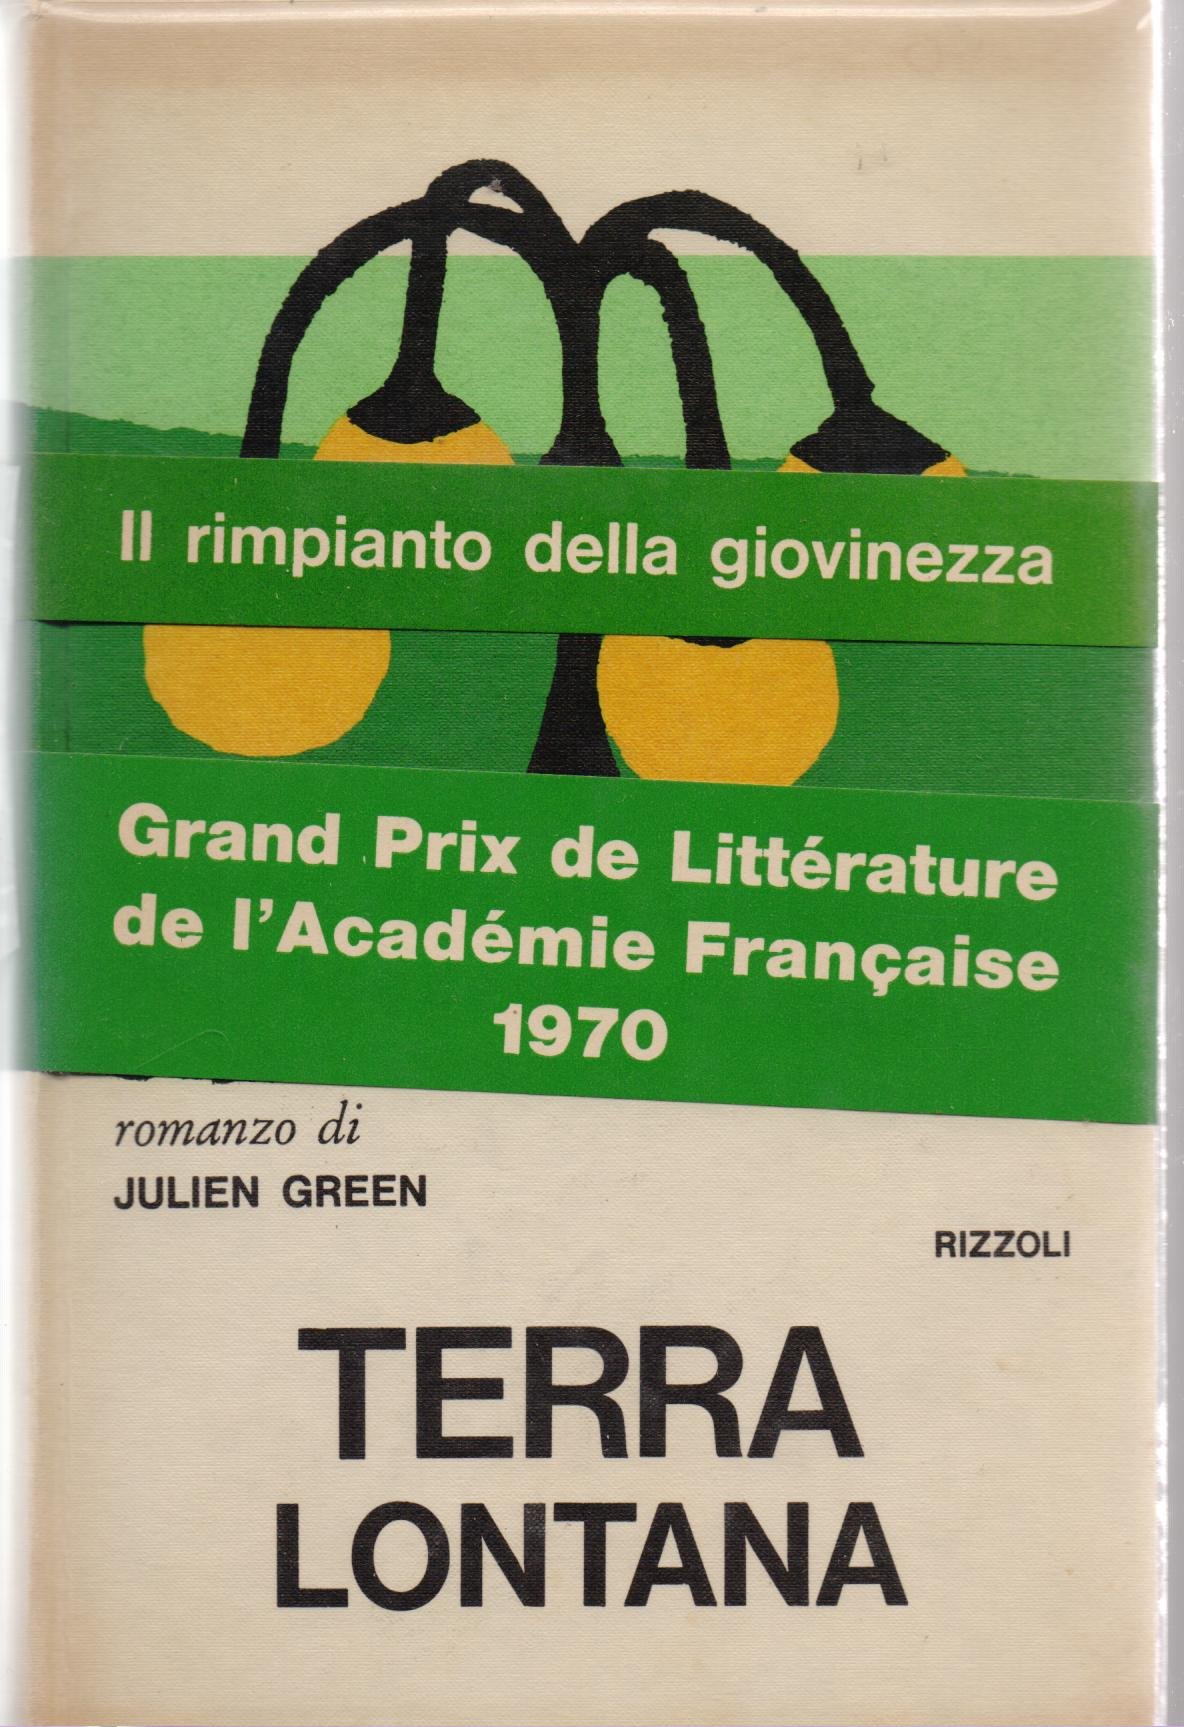 Il rimpianto della giovinezza
Grand Prix de Littérature
de l'Académie Française
1970
romanzo di
JULIEN GREEN
RIZZOLI
TERRA
LONTANA